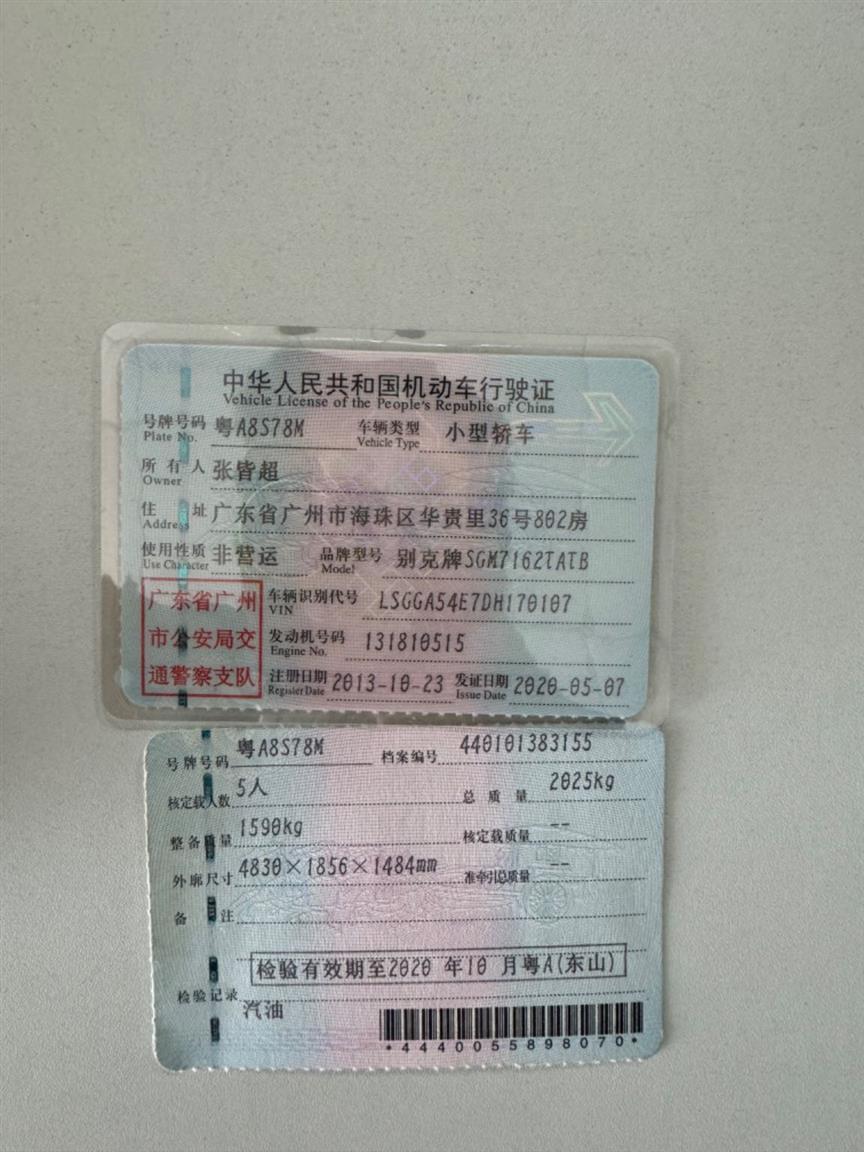 中华人民共和国机动车行驶证
Vehicle License of the People's Republic of China
号牌号码 粤A8S78M 车辆类型 小型轿车
Plate No. Vehicle Type
所有人 张皆超
Owner
住址 广东省广州市海珠区华贵里36号802房
Address
使用性质 非营运 品牌型号 别克牌SGM7162TATB
Use Character Model
广东省广州 车辆识别代号 LSGGA54E7DH170107
VIN
市公安局交 发动机号码 131810515
Engine No.
通警察支队 注册日期 2013-10-23 发证日期 2020-05-07
Register Date Issue Date
号牌号码 粤A8S78M 档案编号 440101383155
核定载人数 5人 总质量 2025kg
整备质量 1590kg 核定载质量 --
外廓尺寸 4830×1856×1484mm 准牵引总质量 --
备注
检验有效期至2020 年10 月粤A(东山)
检验记录
汽油
*4440055898070*